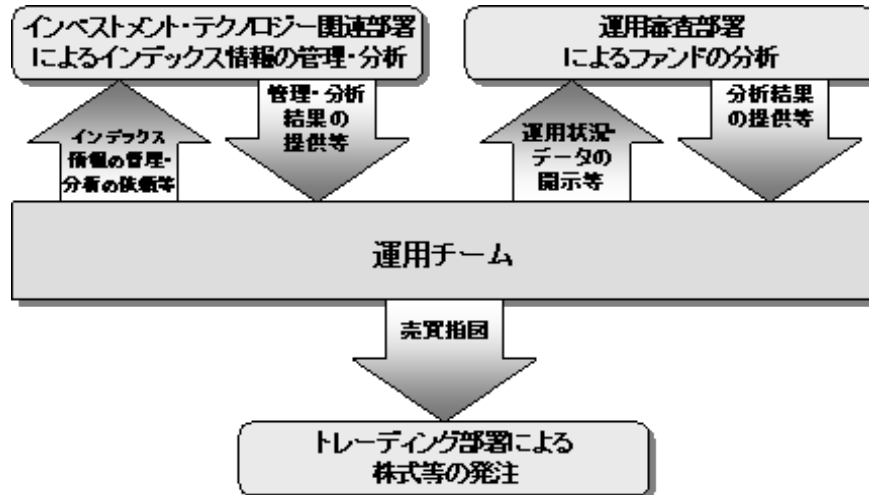 インベストメント・テクノロジー関連部署
によるインデックス情報の管理・分析
運用審査部署
によるファンドの分析
インデックス
情報の管理・
分析の依頼等
管理・分析
結果の
提供等
運用状況・
データの
開示等
分析結果
の提供等
運用チーム
売買指図
トレーディング部署による
株式等の発注